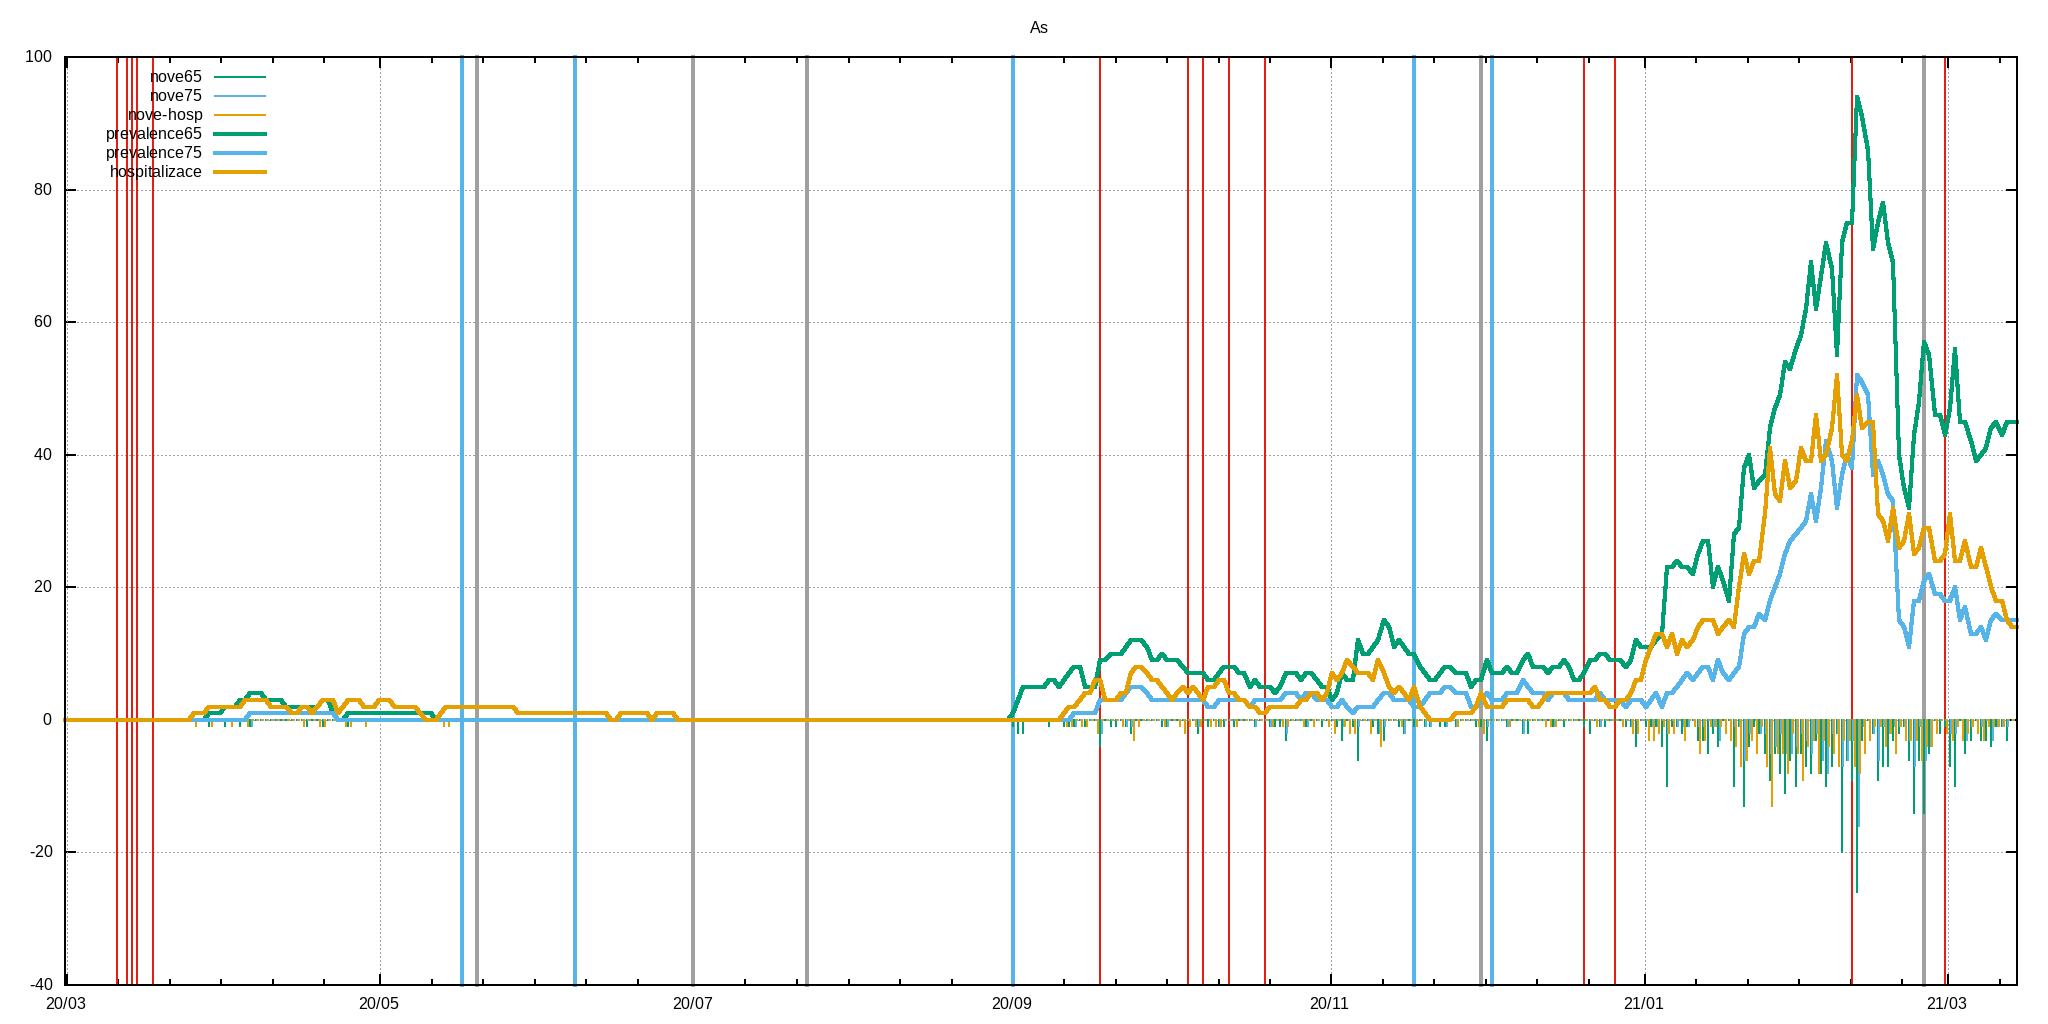 As
100
nove65
nove75
nove-hosp
prevalence65
prevalence75
hospitalizace
80
60
40
20
0
-20
-40
20/03 20/05 20/07 20/09 20/11 21/01 21/03